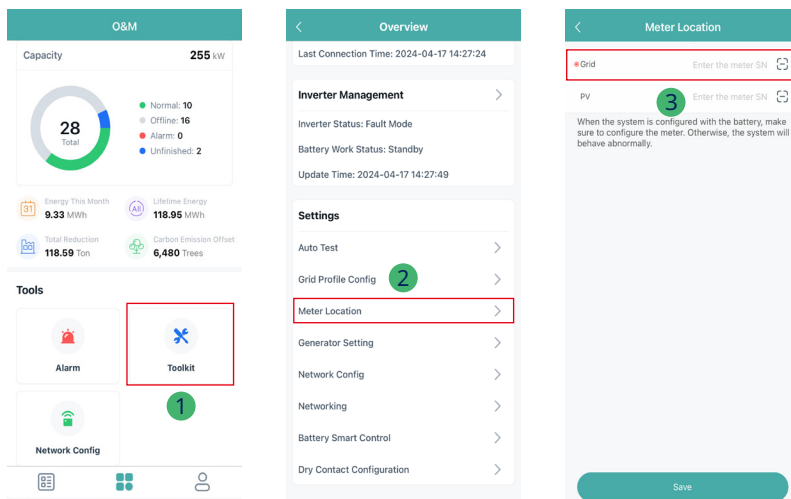 O&M
Capacity
255 kW
28
Total
Normal: 10
Offline: 16
Alarm: 0
Unfinished: 2
31
Energy This Month
9.33 MWh
All
Lifetime Energy
118.95 MWh
Total Reduction
118.59 Ton
Carbon Emission Offset
6,480 Trees
Tools
Alarm
Toolkit
1
Network Config
Overview
Last Connection Time: 2024-04-17 14:27:24
Inverter Management
Inverter Status: Fault Mode
Battery Work Status: Standby
Update Time: 2024-04-17 14:27:49
Settings
Auto Test
Grid Profile Config
2
Meter Location
Generator Setting
Network Config
Networking
Battery Smart Control
Dry Contact Configuration
Meter Location
*Grid
Enter the meter SN
PV
3
Enter the meter SN
When the system is configured with the battery, make
sure to configure the meter. Otherwise, the system will
behave abnormally.
Save